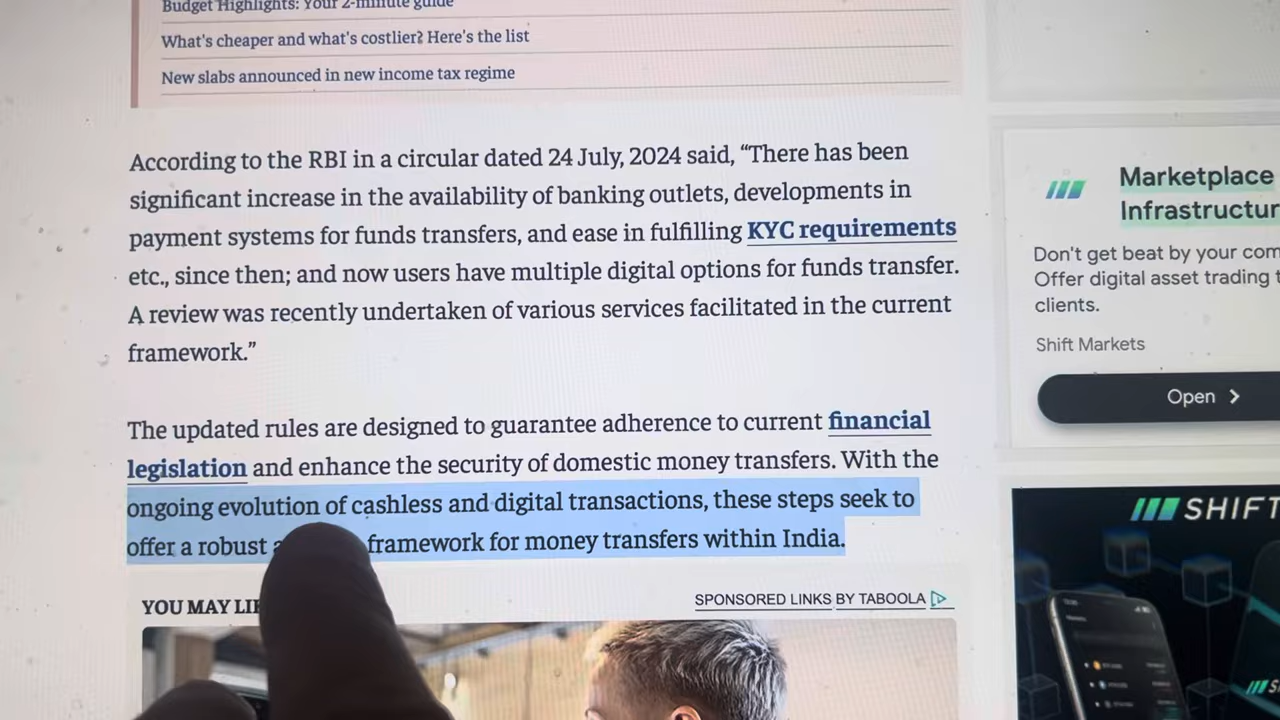 Budget Highlights: Your 2-minute guide
What's cheaper and what's costlier? Here's the list
New slabs announced in new income tax regime
According to the RBI in a circular dated 24 July, 2024 said, “There has been
significant increase in the availability of banking outlets, developments in
payment systems for funds transfers, and ease in fulfilling KYC requirements
etc., since then; and now users have multiple digital options for funds transfer.
A review was recently undertaken of various services facilitated in the current
framework.”
The updated rules are designed to guarantee adherence to current financial
legislation and enhance the security of domestic money transfers. With the
ongoing evolution of cashless and digital transactions, these steps seek to
offer a robust framework for money transfers within India.
YOU MAY
SPONSORED LINKS BY TABOOLA
Marketplace
Don't get beat by your
Offer digital asset trading
clients.
Shift Markets
Open
SHIFT